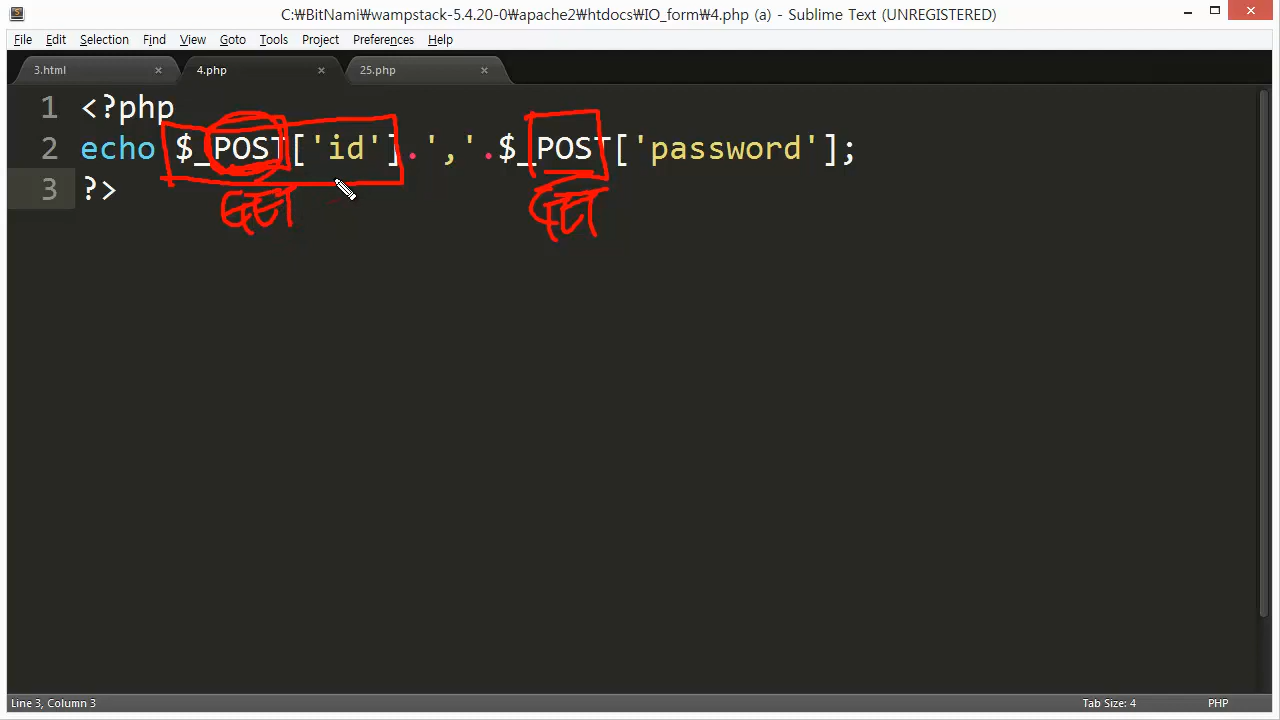 C:₩BitNami₩wampstack-5.4.20-0₩apache2₩htdocs₩IO_form₩4.php (a) - Sublime Text (UNREGISTERED)
File Edit Selection Find View Goto Tools Project Preferences Help
3.html 4.php 25.php
1 <?php
2 echo $_POST['id'].','.$_POST['password'];
3 ?>
GET GET
Line 3, Column 3 Tab Size: 4 PHP